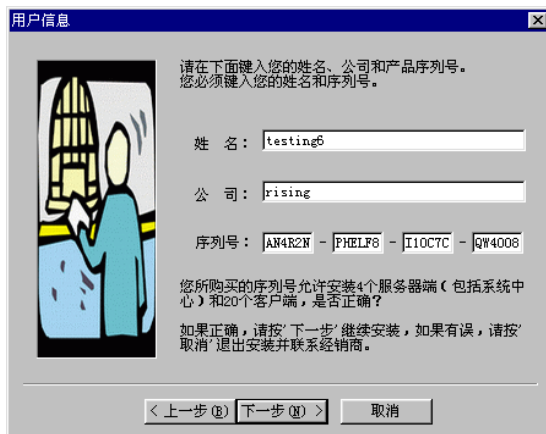 用户信息
请在下面键入您的姓名、公司和产品序列号。
您必须键入您的姓名和序列号。
姓 名： testing6
公 司： rising
序列号： AN4R2N - PHELF8 - I10C7C - QW4008
您所购买的序列号允许安装4个服务器端（包括系统中
心）和20个客户端，是否正确？
如果正确，请按'下一步'继续安装，如果有误，请按'
取消'退出安装并联系经销商。
< 上一步(B) 下一步(N) > 取消